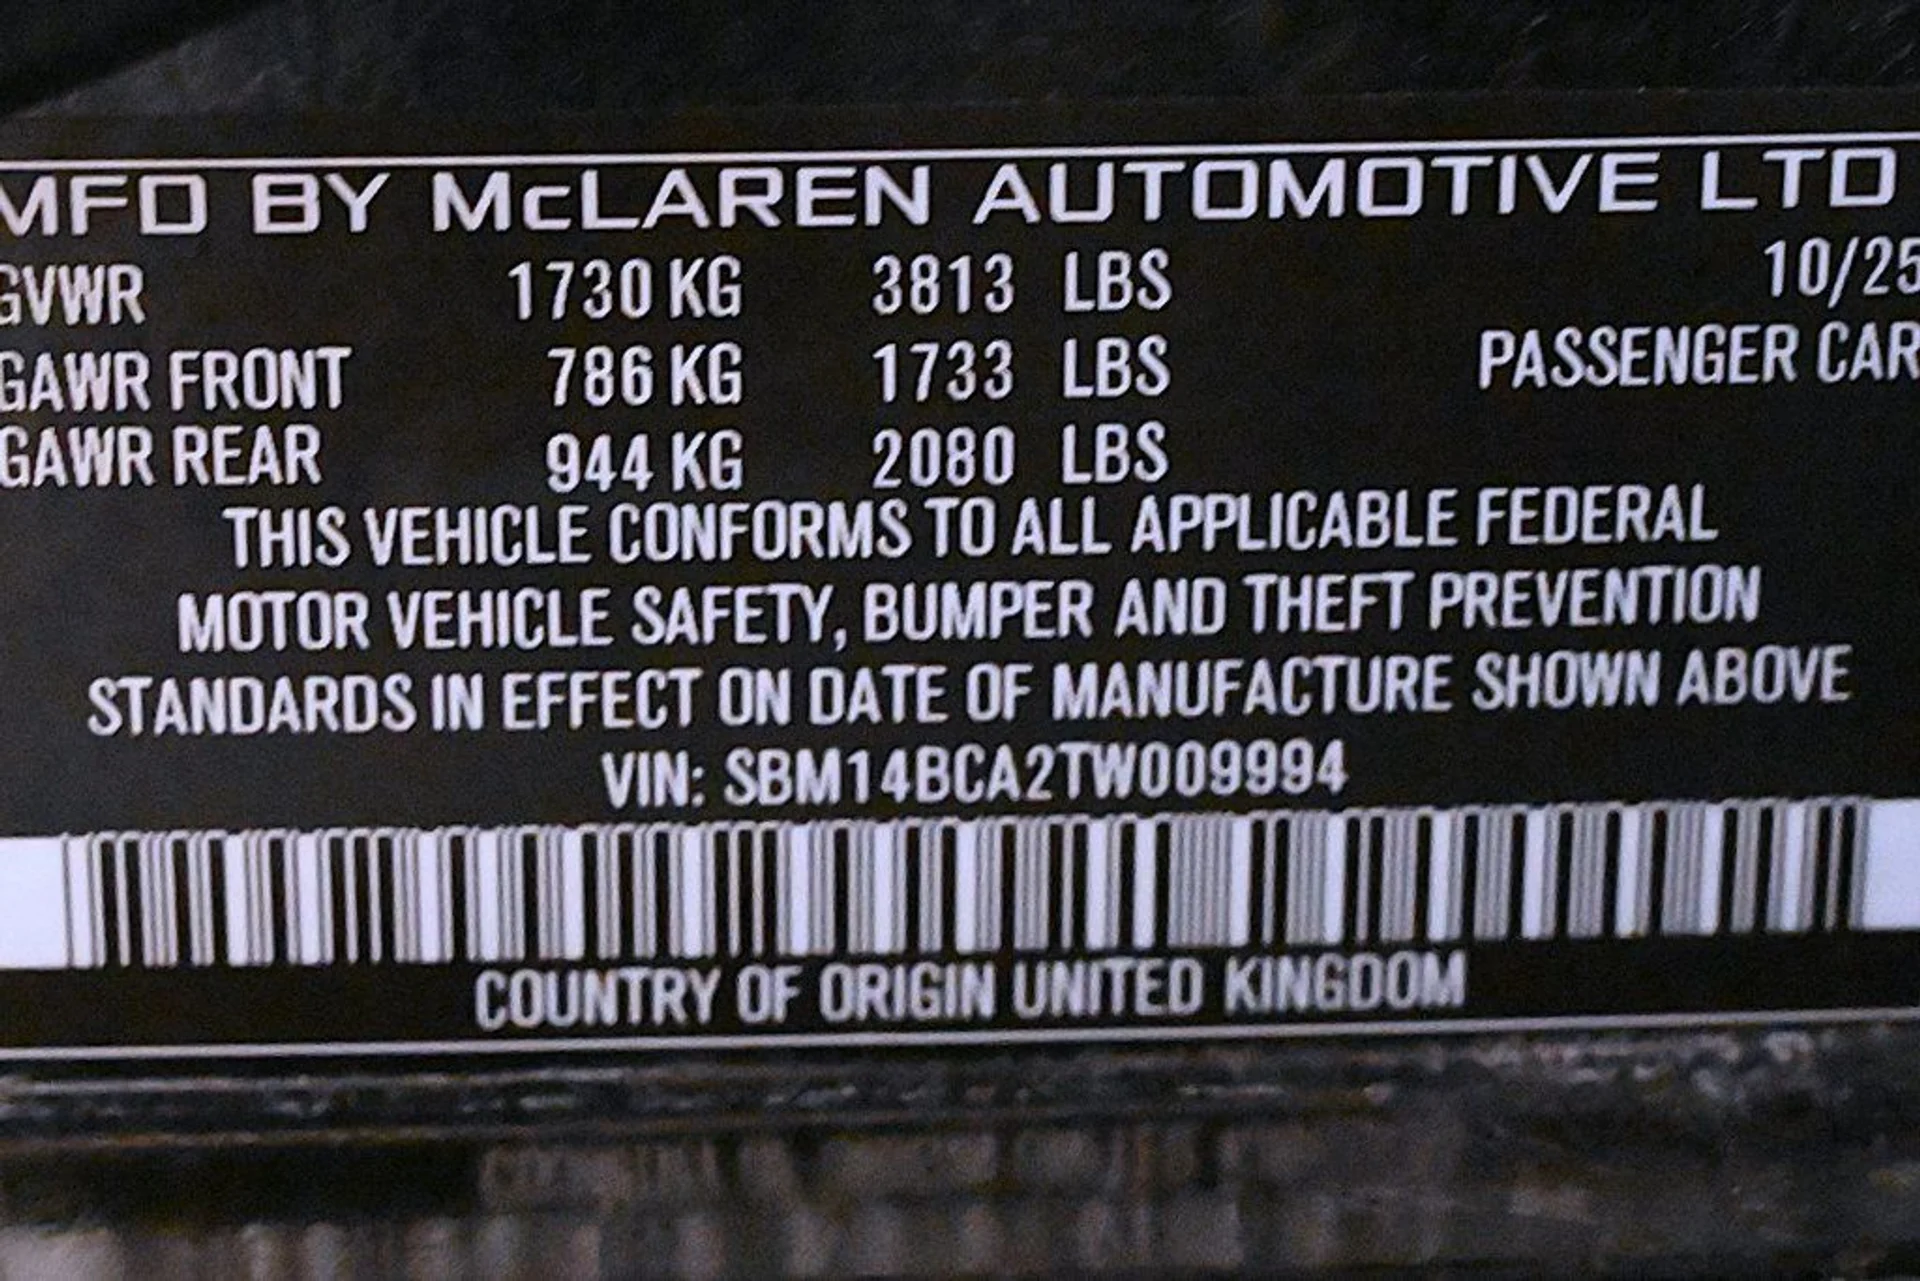 MFD BY McLAREN AUTOMOTIVE LTD
GVWR 1730 KG 3813 LBS 10/25
GAWR FRONT 786 KG 1733 LBS PASSENGER CAR
GAWR REAR 944 KG 2080 LBS
THIS VEHICLE CONFORMS TO ALL APPLICABLE FEDERAL
MOTOR VEHICLE SAFETY, BUMPER AND THEFT PREVENTION
STANDARDS IN EFFECT ON DATE OF MANUFACTURE SHOWN ABOVE
VIN: SBM14BCA2TW009994
COUNTRY OF ORIGIN UNITED KINGDOM